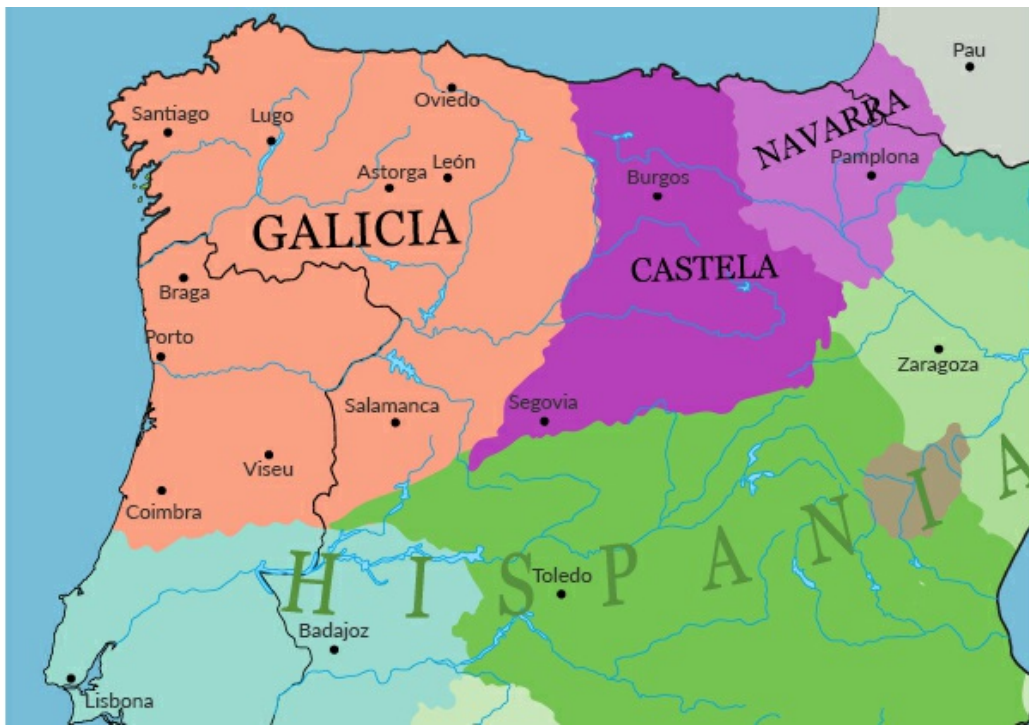 Pau
Oviedo
Santiago
Lugo
NAVARRA
Pamplona
León
Astorga
Burgos
GALICIA
CASTELA
Braga
Porto
Zaragoza
Salamanca
Segovia
Viseu
Coimbra
HISPANIA
Toledo
Badajoz
Lisbona